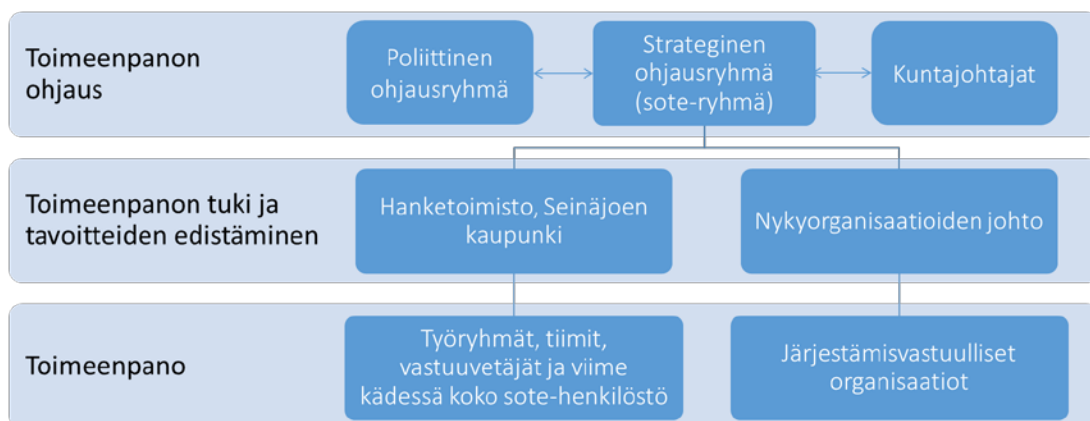 Toimeenpanon
ohjaus
Poliittinen
ohjausryhmä
Strateginen
ohjausryhmä
(sote-ryhmä)
Kuntajohtajat
Toimeenpanon tuki ja
tavoitteiden edistäminen
Hanketoimisto, Seinäjoen
kaupunki
Nykyorganisaatioiden johto
Toimeenpano
Työryhmät, tiimit,
vastuuvetäjät ja viime
kädessä koko sote-henkilöstö
Järjestämisvastuulliset
organisaatiot